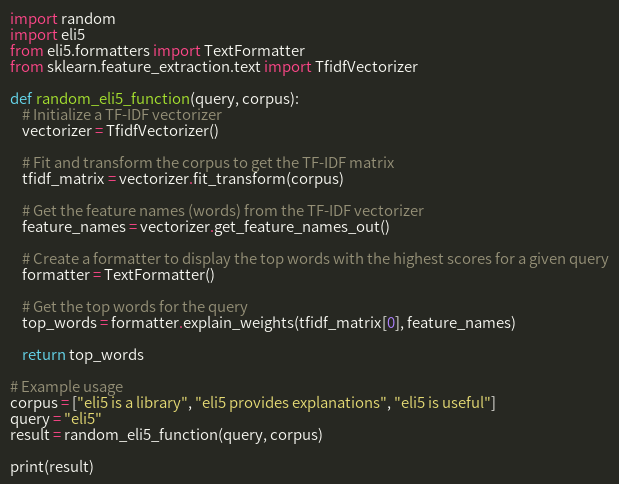 import random
import eli5
from eli5.formatters import TextFormatter
from sklearn.feature_extraction.text import TfidfVectorizer

def random_eli5_function(query, corpus):
    # Initialize a TF-IDF vectorizer
    vectorizer = TfidfVectorizer()

    # Fit and transform the corpus to get the TF-IDF matrix
    tfidf_matrix = vectorizer.fit_transform(corpus)

    # Get the feature names (words) from the TF-IDF vectorizer
    feature_names = vectorizer.get_feature_names_out()

    # Create a formatter to display the top words with the highest scores for a given query
    formatter = TextFormatter()

    # Get the top words for the query
    top_words = formatter.explain_weights(tfidf_matrix[0], feature_names)

    return top_words

# Example usage
corpus = ["eli5 is a library", "eli5 provides explanations", "eli5 is useful"]
query = "eli5"
result = random_eli5_function(query, corpus)

print(result)